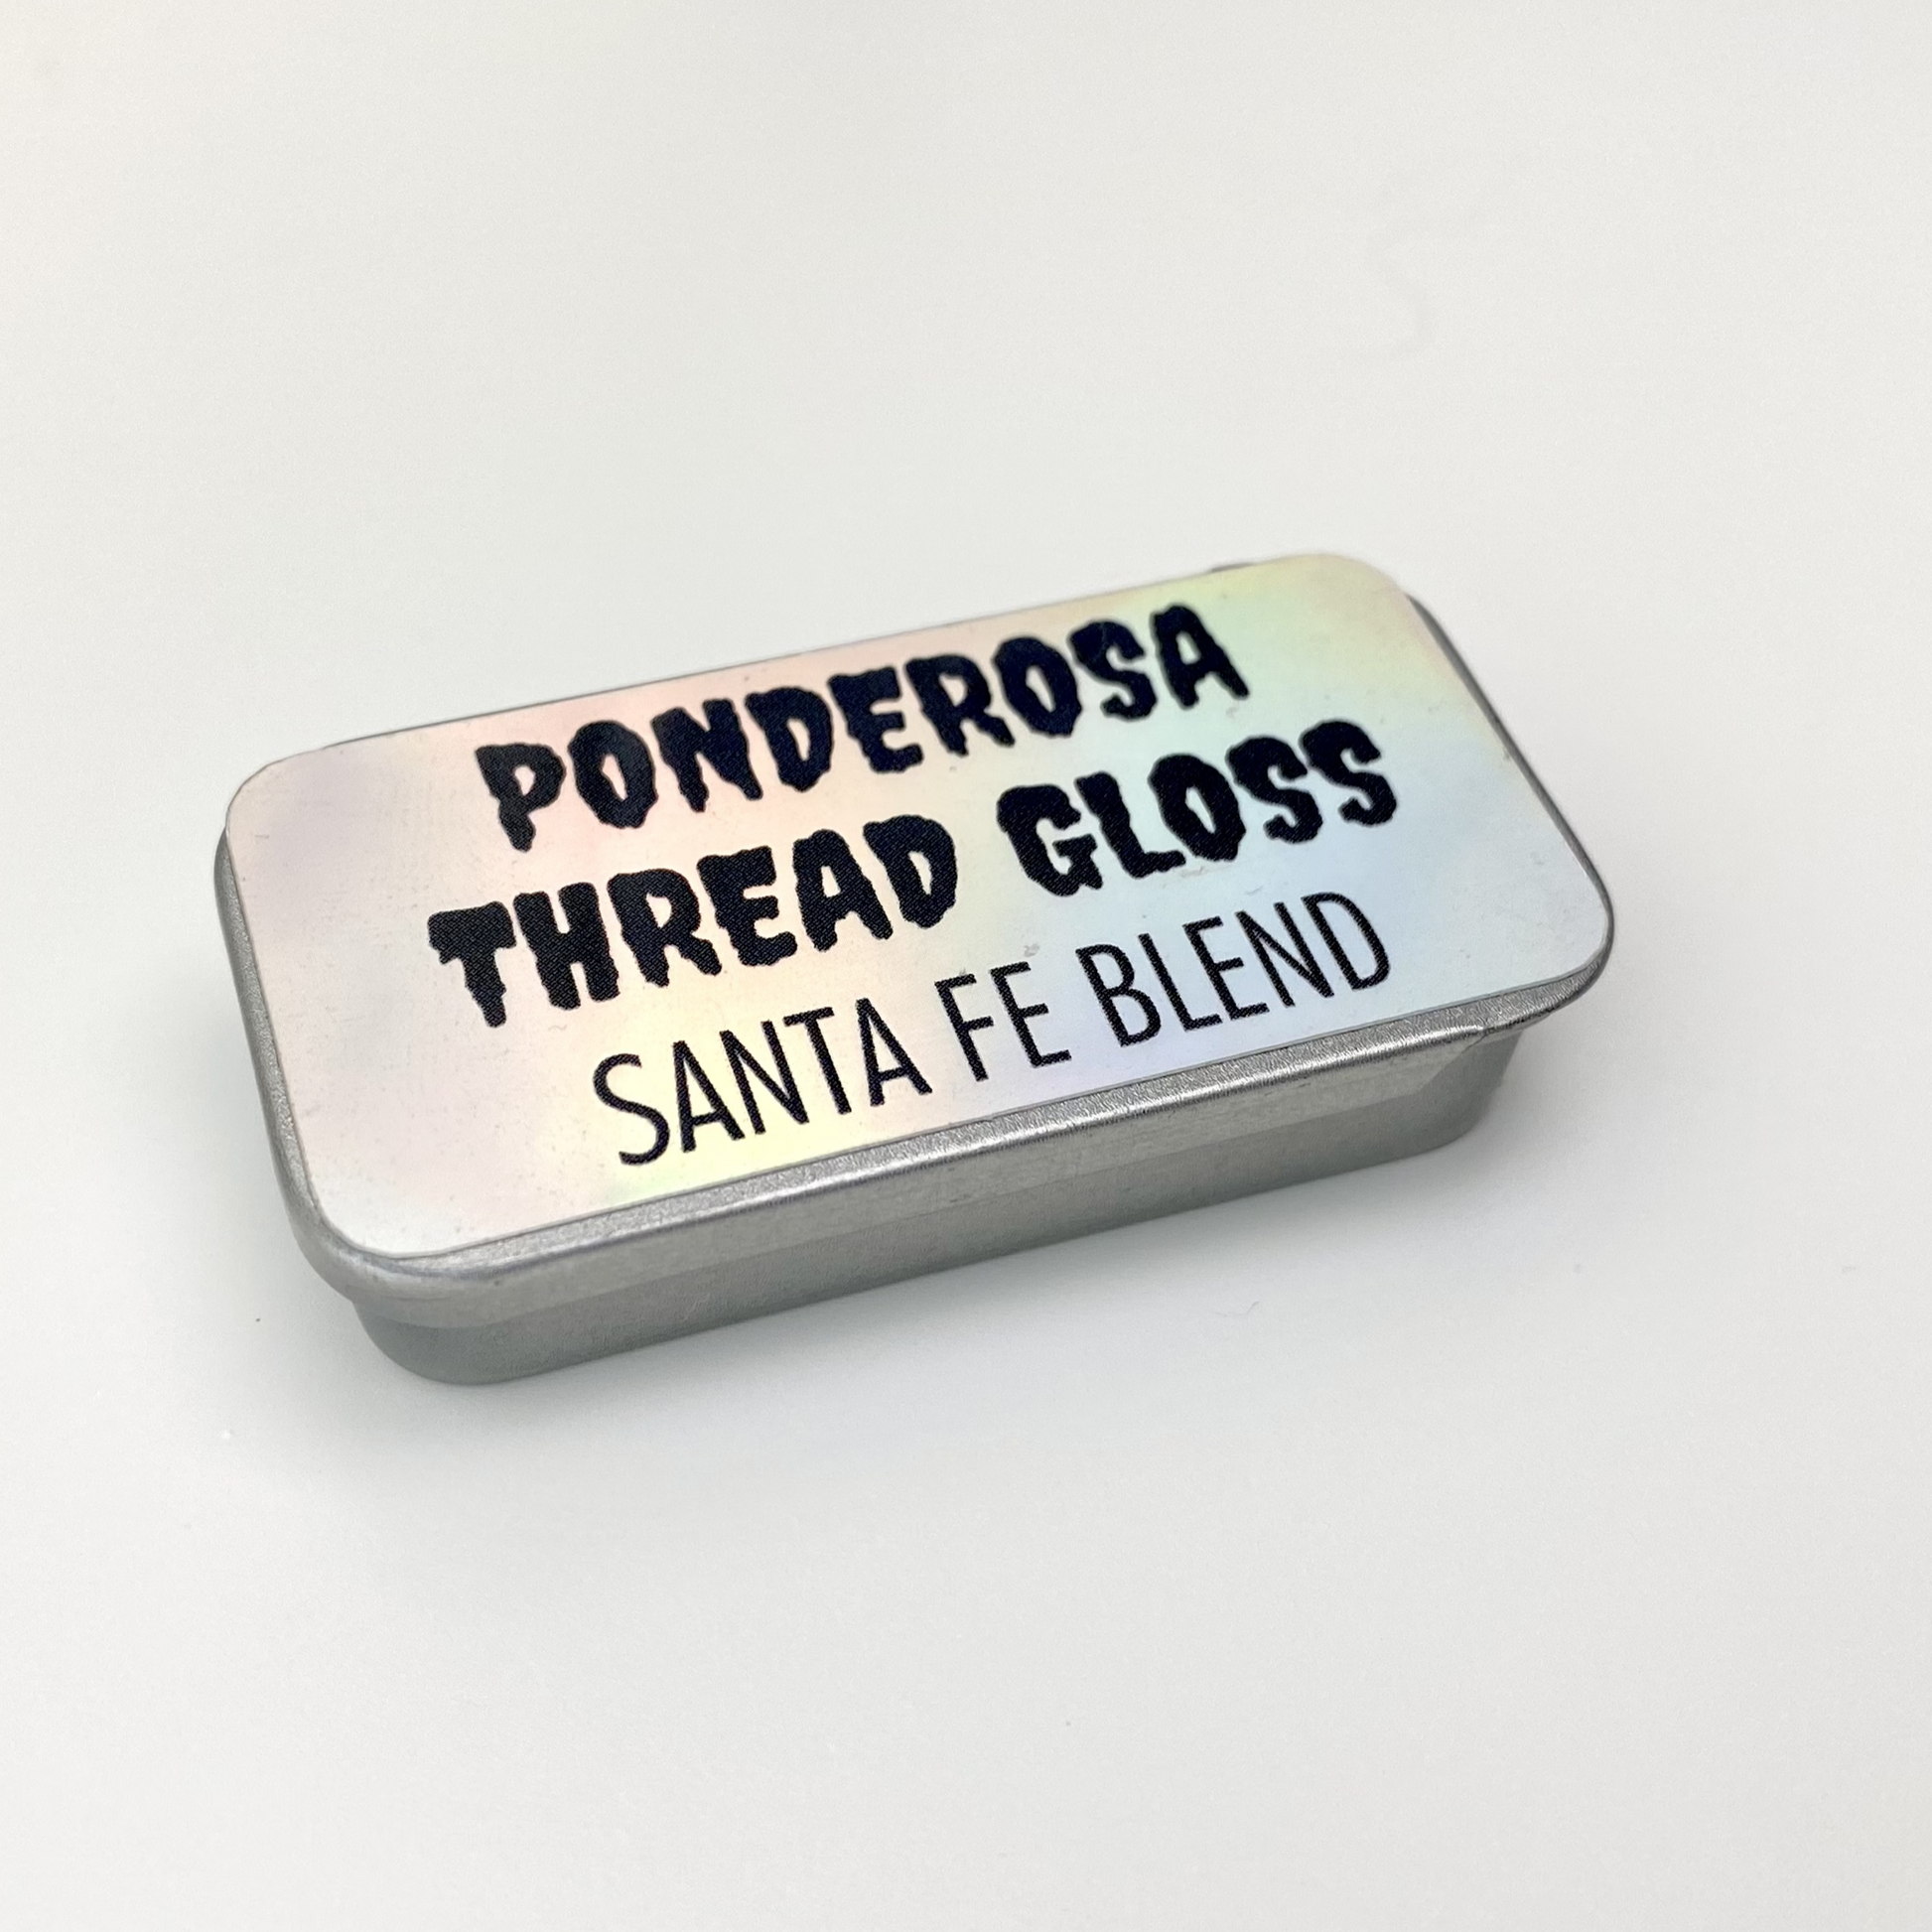 PONDEROSA
THREAD GLOSS
SANTA FE BLEND